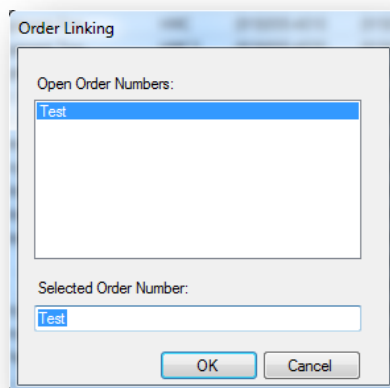 Order Linking
Open Order Numbers:
Test
Selected Order Number:
Test
OK Cancel